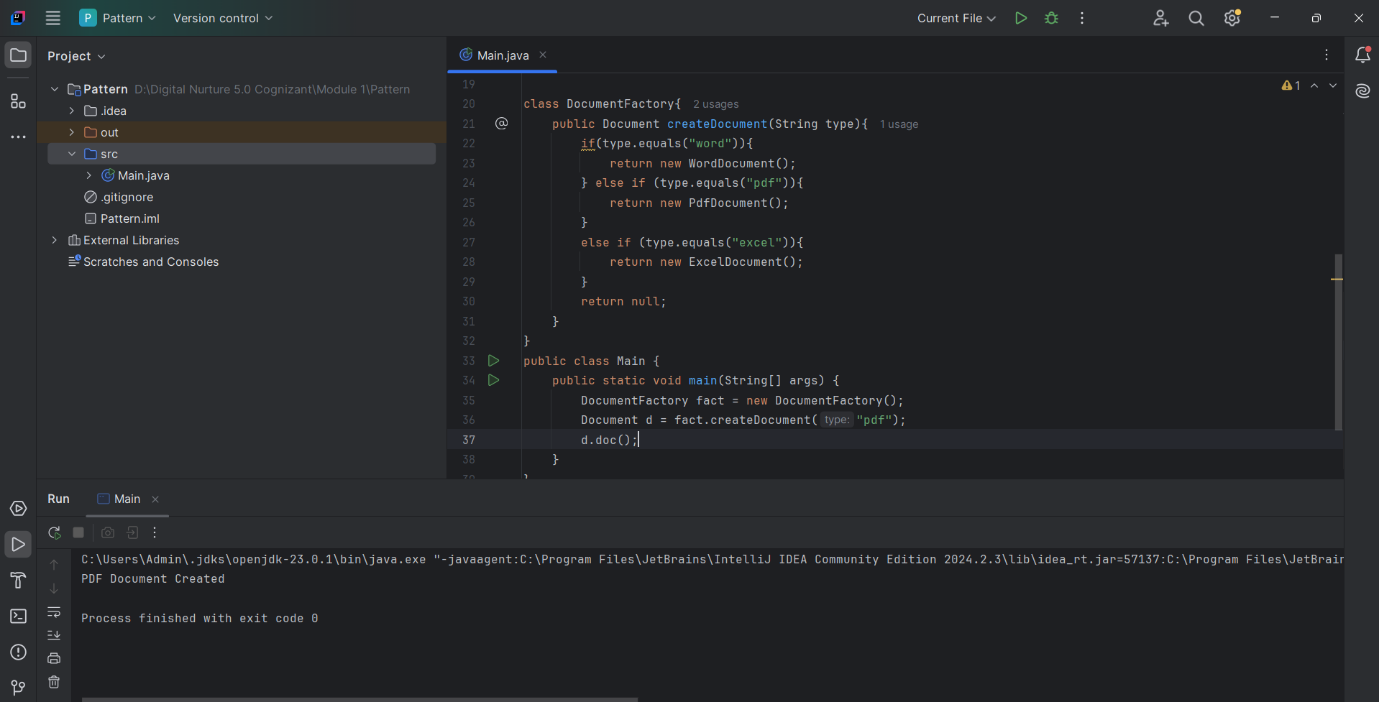 P Pattern Version control Current File
Project
Main.java
Pattern D:\Digital Nurture 5.0 Cognizant\Module 1\Pattern
.idea
out
src
Main.java
.gitignore
Pattern.iml
External Libraries
Scratches and Consoles
1
19
20 class DocumentFactory{ 2 usages
21 @ public Document createDocument(String type){ 1 usage
22 if(type.equals("word")){
23 return new WordDocument();
24 } else if (type.equals("pdf")){
25 return new PdfDocument();
26 }
27 else if (type.equals("excel")){
28 return new ExcelDocument();
29 }
30 return null;
31 }
32 }
33 public class Main {
34 public static void main(String[] args) {
35 DocumentFactory fact = new DocumentFactory();
36 Document d = fact.createDocument( type: "pdf");
37 d.doc();
38 }
Run Main
C:\Users\Admin\.jdks\openjdk-23.0.1\bin\java.exe "-javaagent:C:\Program Files\JetBrains\IntelliJ IDEA Community Edition 2024.2.3\lib\idea_rt.jar=57137:C:\Program Files\JetBrain
PDF Document Created
Process finished with exit code 0